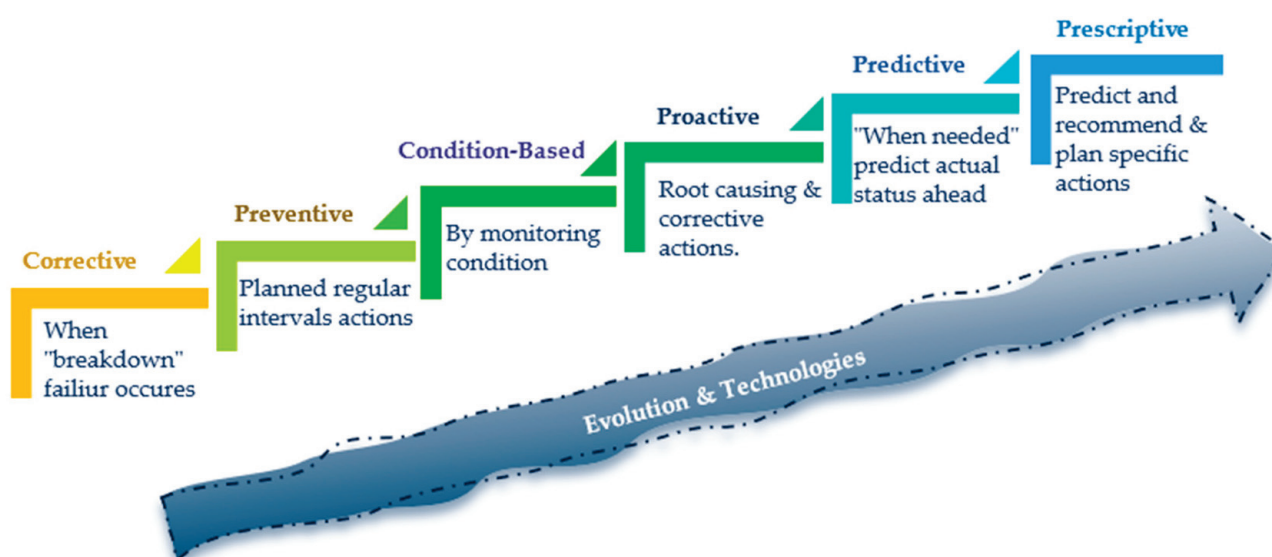 Corrective
When
"breakdown"
failiur occures
Preventive
Planned regular
intervals actions
Condition-Based
By monitoring
condition
Proactive
Root causing &
corrective
actions.
Predictive
"When needed"
predict actual
status ahead
Prescriptive
Predict and
recommend &
plan specific
actions
Evolution & Technologies